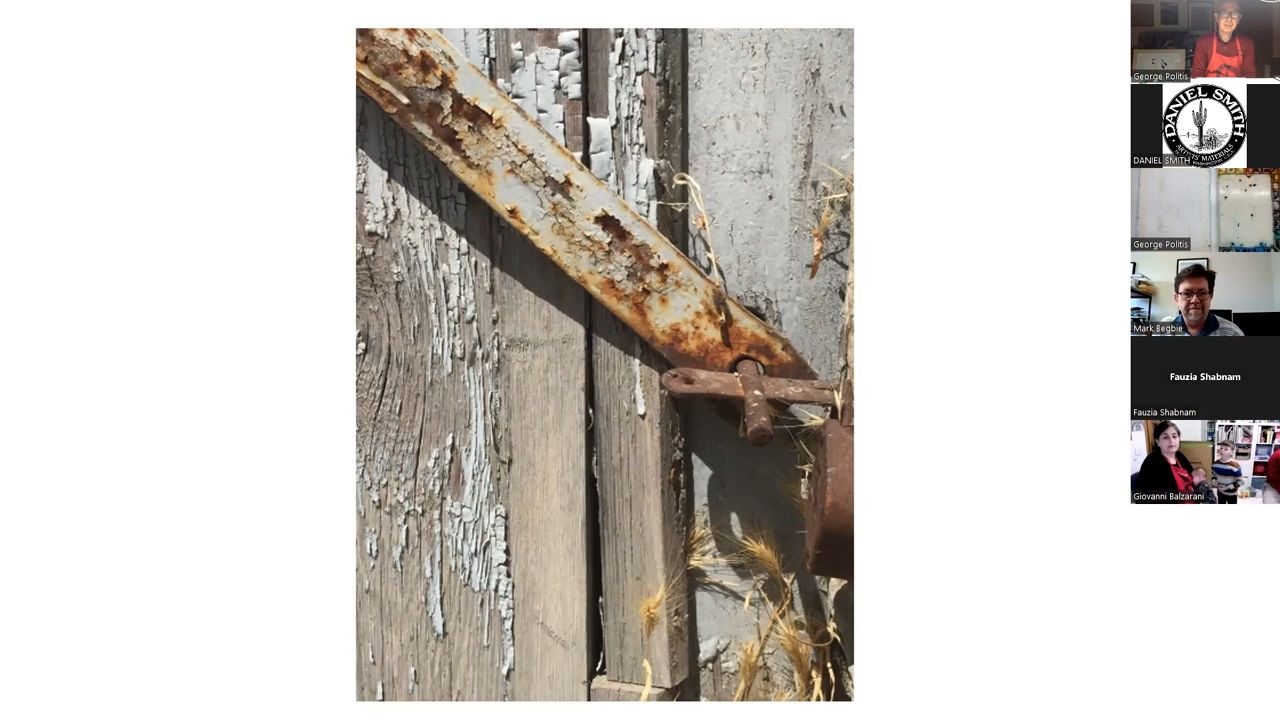 George Politis
DANIEL SMITH
ARTISTS' MATERIALS
DANIEL SMITH
George Politis
Mark Begbie
Fauzia Shabnam
Fauzia Shabnam
Giovanni Balzarani